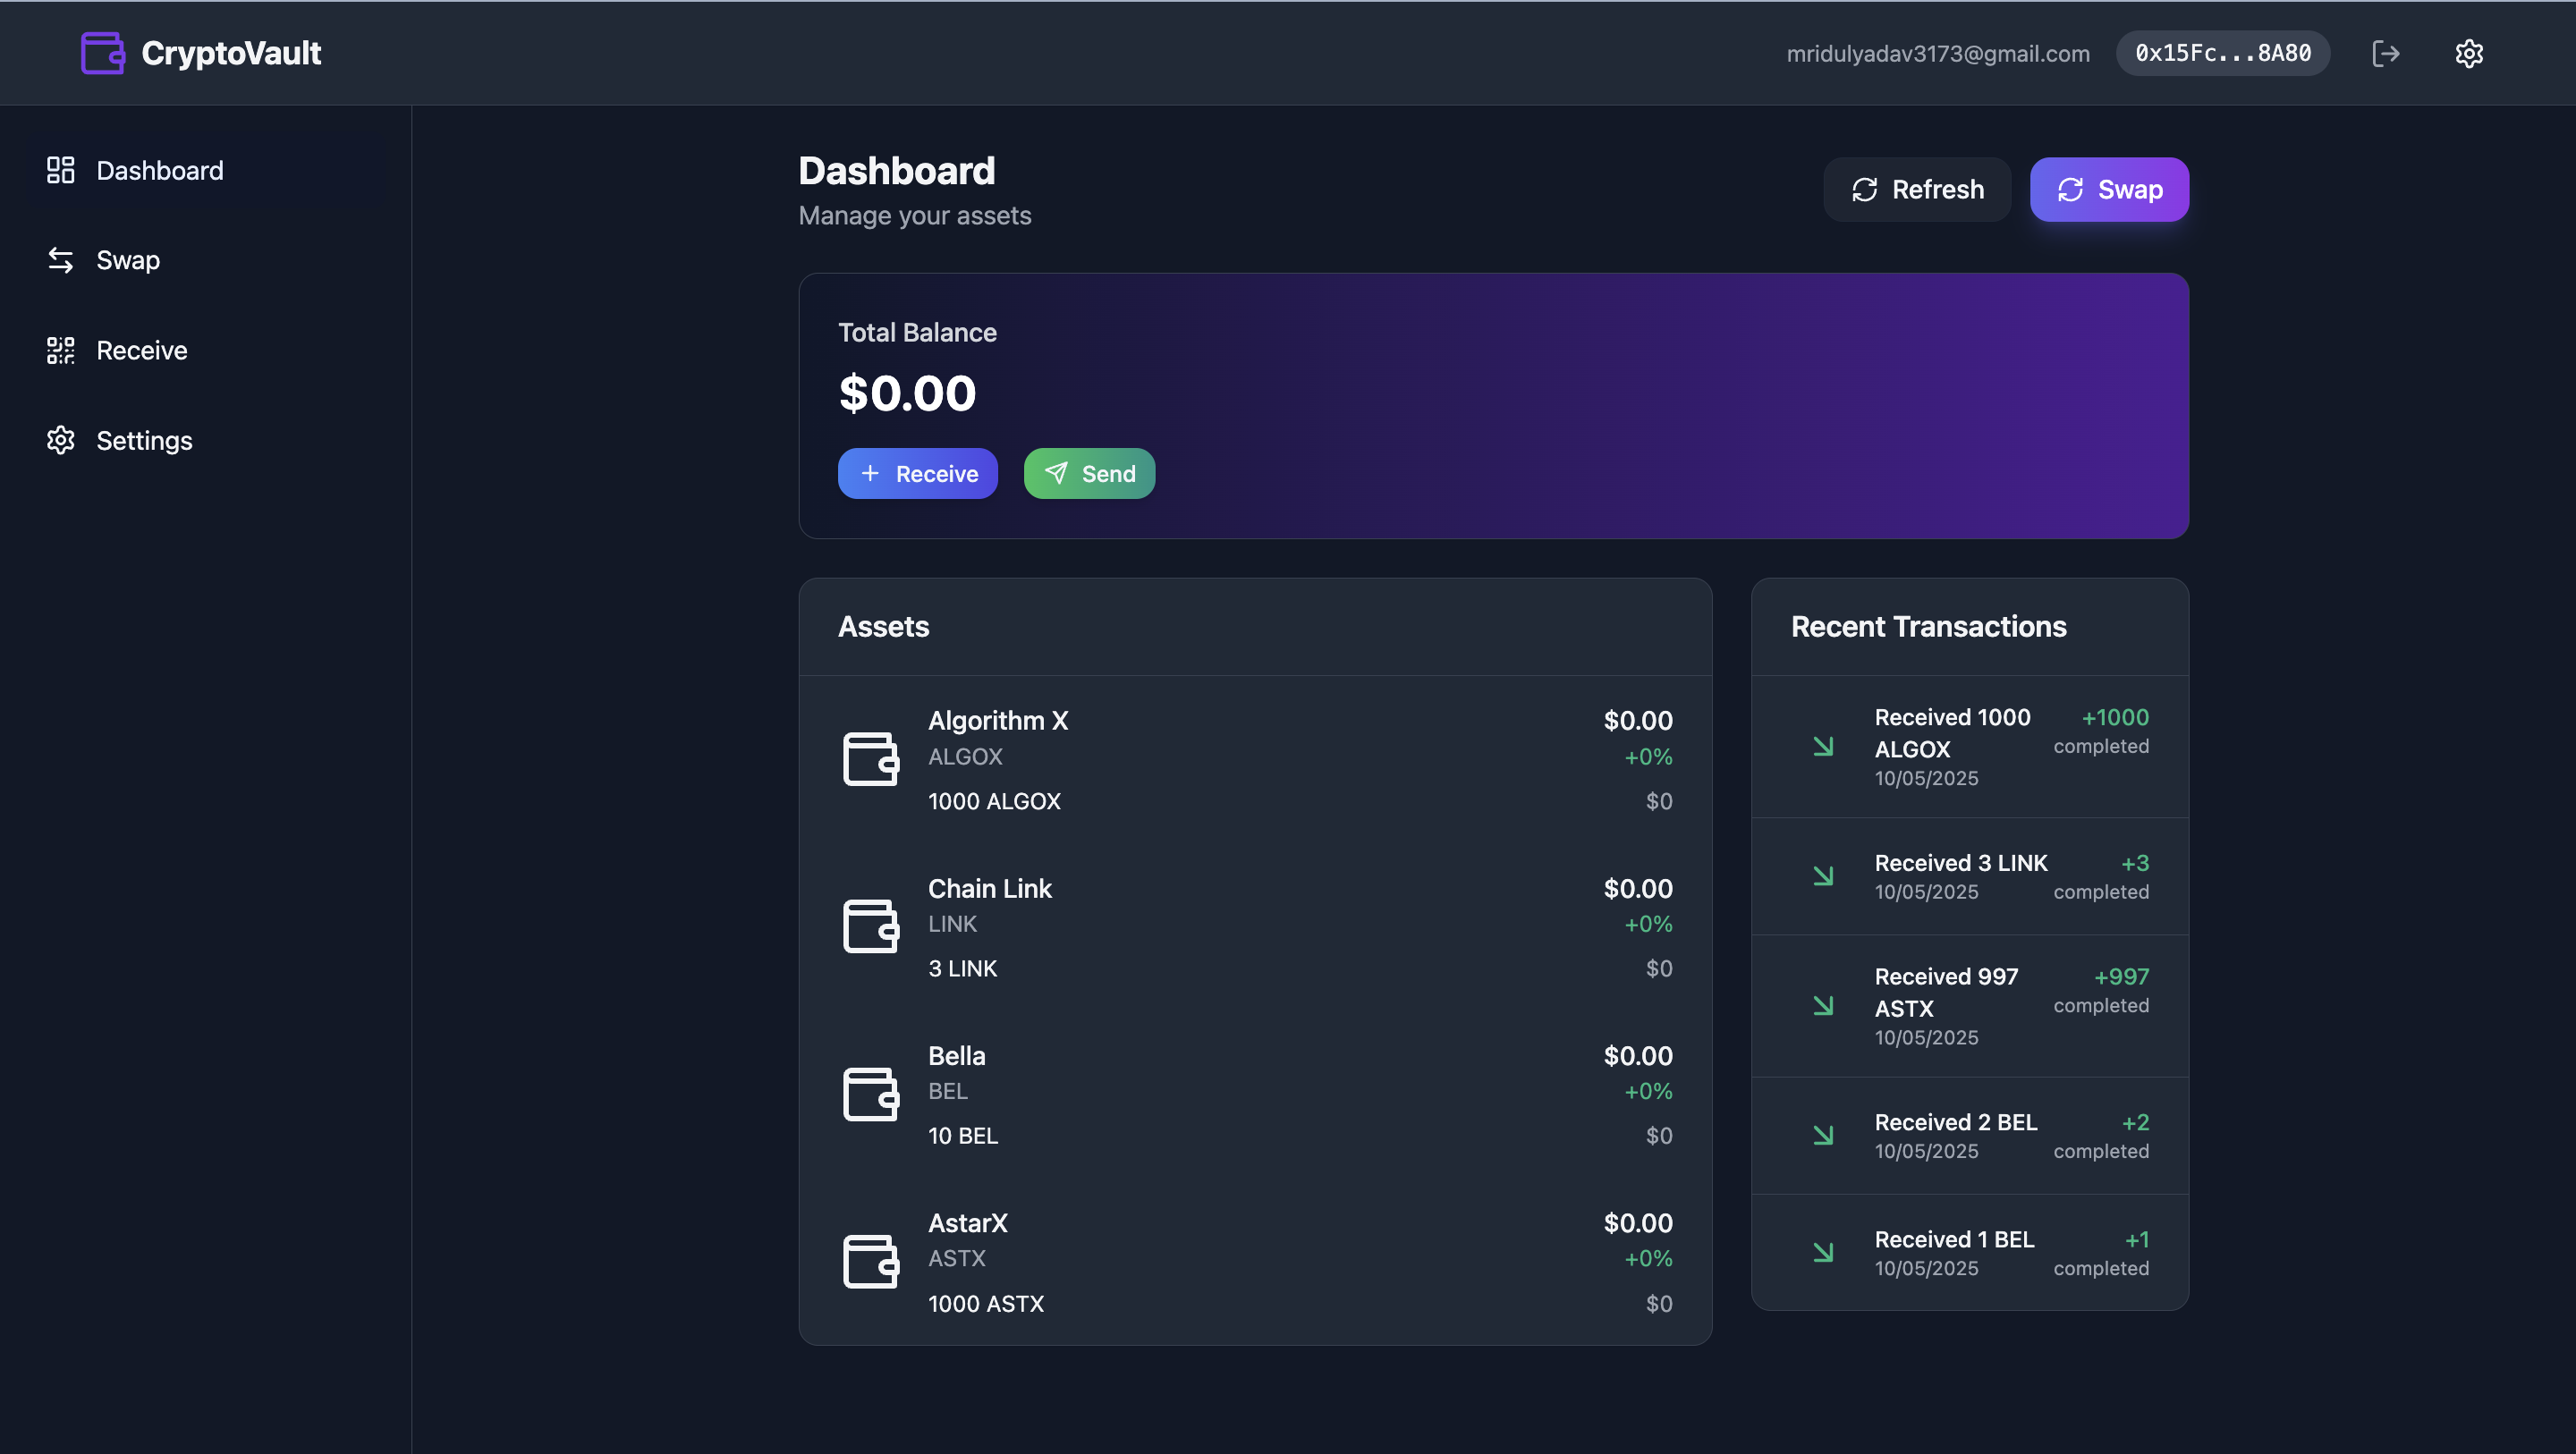 CryptoVault
mridulyadav3173@gmail.com
0x15Fc...8A80
Dashboard
Swap
Receive
Settings
Dashboard
Manage your assets
Refresh
Swap
Total Balance
$0.00
+ Receive
Send
Assets
Algorithm X $0.00
ALGOX +0%
1000 ALGOX $0
Chain Link $0.00
LINK +0%
3 LINK $0
Bella $0.00
BEL +0%
10 BEL $0
AstarX $0.00
ASTX +0%
1000 ASTX $0
Recent Transactions
Received 1000 +1000
ALGOX completed
10/05/2025
Received 3 LINK +3
10/05/2025 completed
Received 997 +997
ASTX completed
10/05/2025
Received 2 BEL +2
10/05/2025 completed
Received 1 BEL +1
10/05/2025 completed